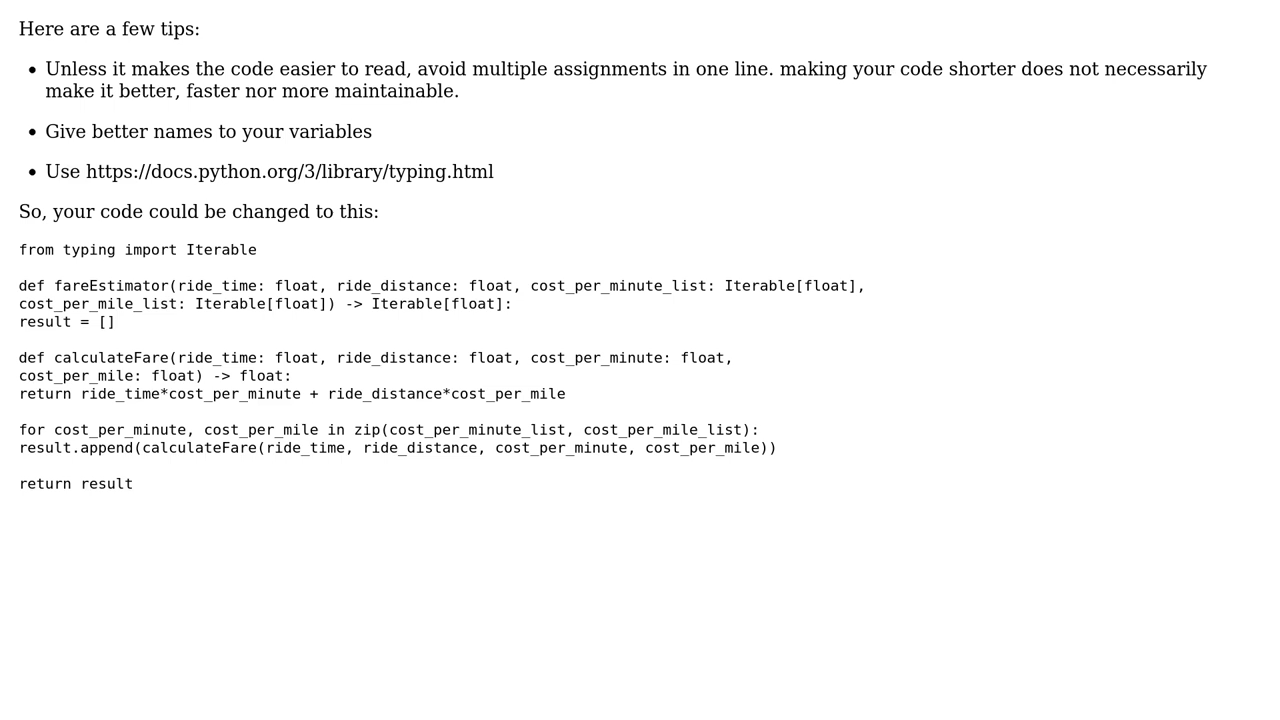 Here are a few tips:
• Unless it makes the code easier to read, avoid multiple assignments in one line. making your code shorter does not necessarily
make it better, faster nor more maintainable.
• Give better names to your variables
• Use https://docs.python.org/3/library/typing.html
So, your code could be changed to this:
from typing import Iterable
def fareEstimator(ride_time: float, ride_distance: float, cost_per_minute_list: Iterable[float],
cost_per_mile_list: Iterable[float]) -> Iterable[float]:
result = []
def calculateFare(ride_time: float, ride_distance: float, cost_per_minute: float,
cost_per_mile: float) -> float:
return ride_time*cost_per_minute + ride_distance*cost_per_mile
for cost_per_minute, cost_per_mile in zip(cost_per_minute_list, cost_per_mile_list):
result.append(calculateFare(ride_time, ride_distance, cost_per_minute, cost_per_mile))
return result